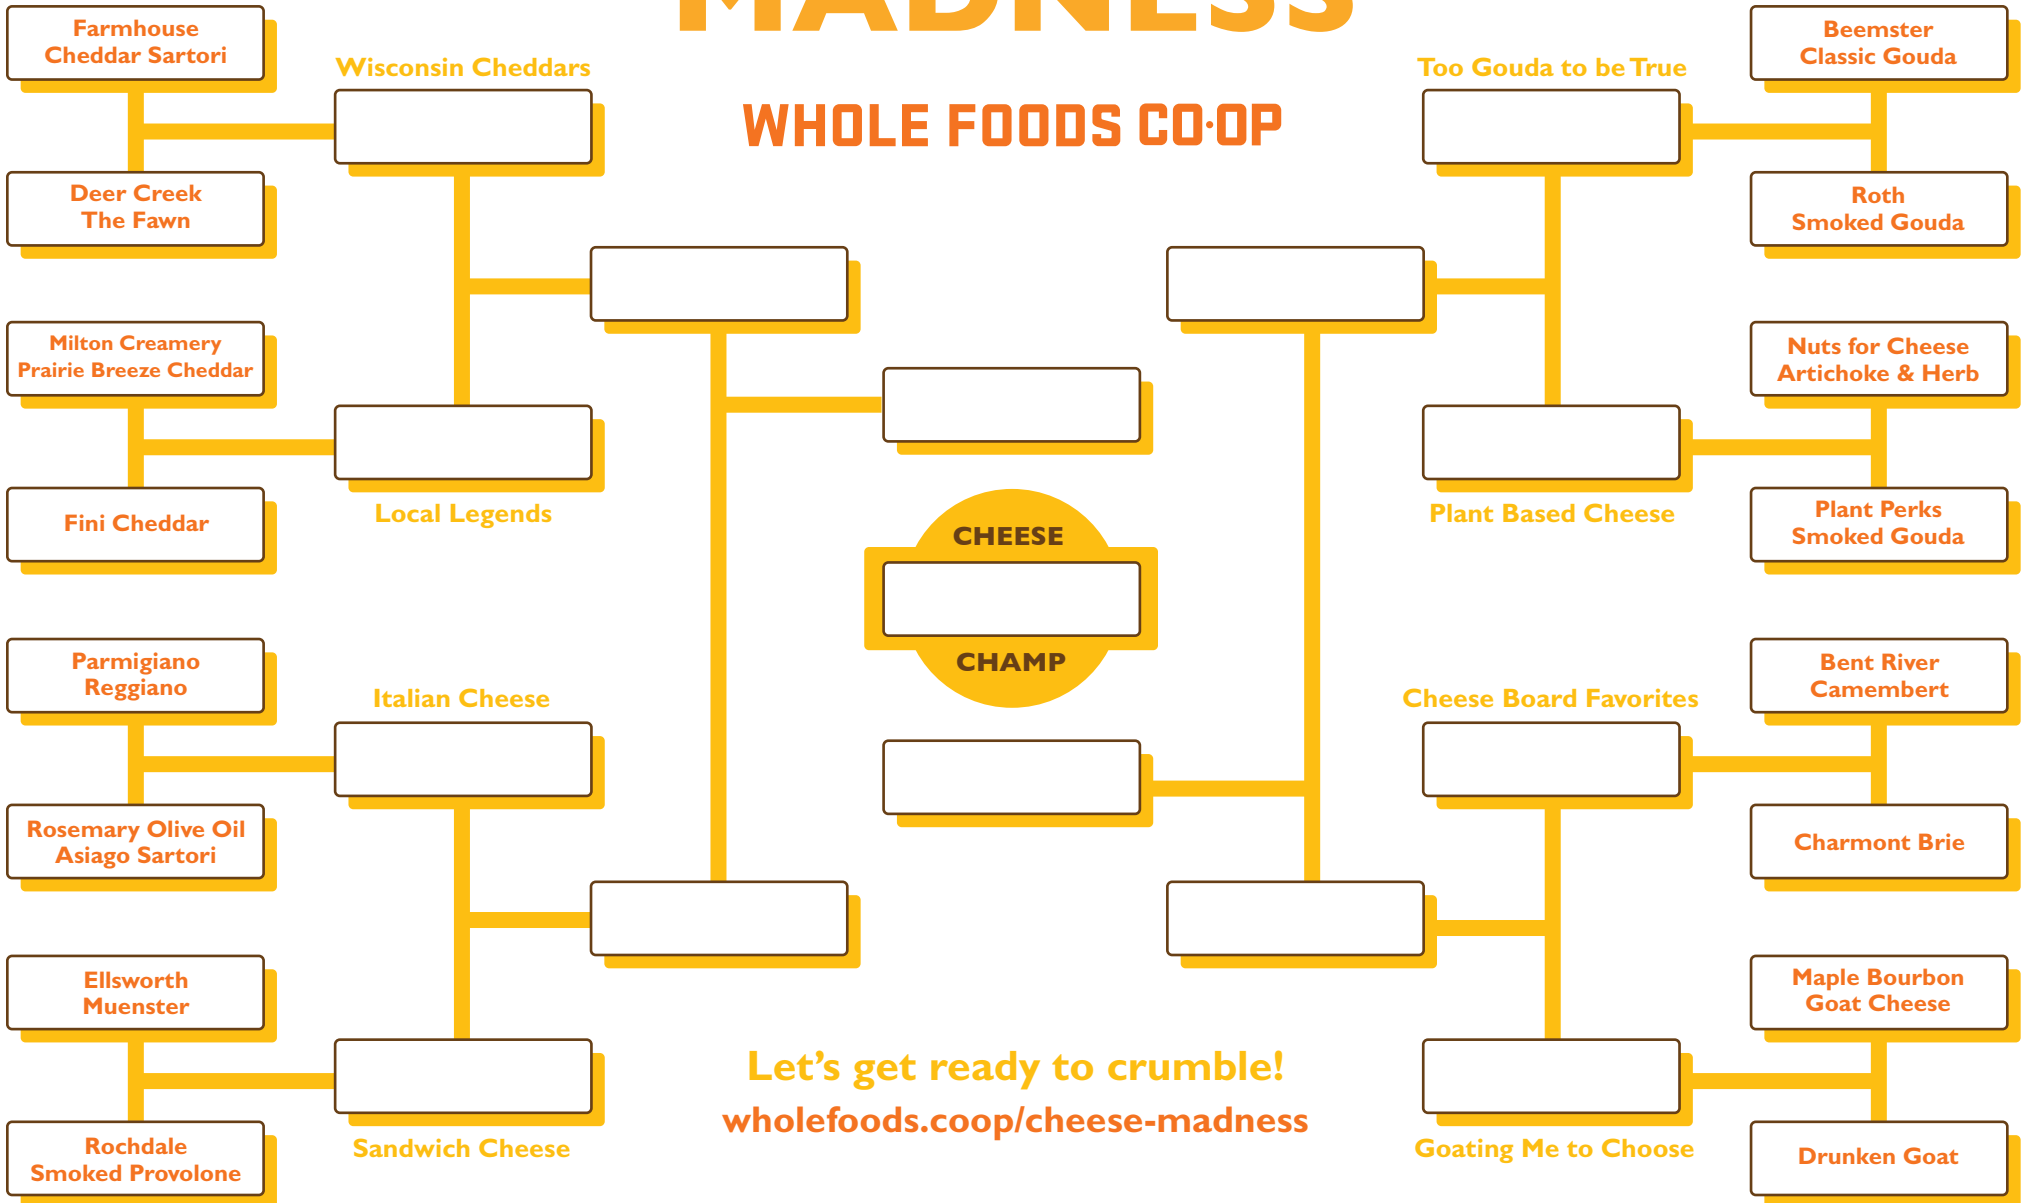 MADNESS
WHOLE FOODS CO·OP
Farmhouse
Cheddar Sartori
Wisconsin Cheddars
Deer Creek
The Fawn
Milton Creamery
Prairie Breeze Cheddar
Local Legends
Fini Cheddar
Parmigiano
Reggiano
Italian Cheese
Rosemary Olive Oil
Asiago Sartori
Ellsworth
Muenster
Sandwich Cheese
Rochdale
Smoked Provolone
CHEESE
CHAMP
Too Gouda to be True
Beemster
Classic Gouda
Roth
Smoked Gouda
Nuts for Cheese
Artichoke & Herb
Plant Based Cheese
Plant Perks
Smoked Gouda
Cheese Board Favorites
Bent River
Camembert
Charmont Brie
Maple Bourbon
Goat Cheese
Goating Me to Choose
Drunken Goat
Let’s get ready to crumble!
wholefoods.coop/cheese-madness